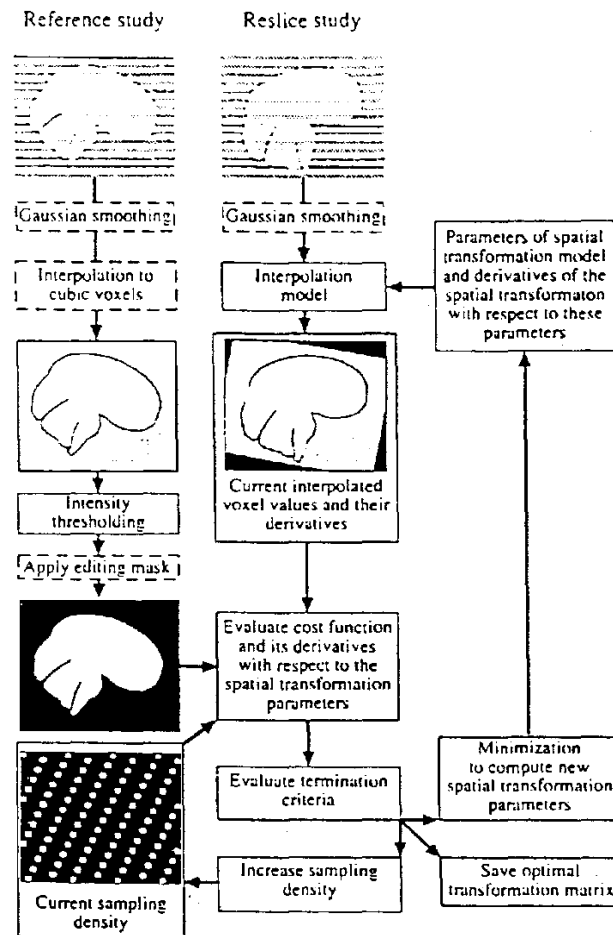 Reference study
Reslice study
Gaussian smoothing
Gaussian smoothing
Interpolation to
cubic voxels
Interpolation
model
Parameters of spatial
transformation model
and derivatives of the
spatial transformaton
with respect to these
parameters
Current interpolated
voxel values and their
derivatives
Intensity
thresholding
Apply editing mask
Evaluate cost function
and its derivatives
with respect to the
spatial transformation
parameters
Evaluate termination
criteria
Minimization
to compute new
spatial transformation
parameters
Increase sampling
density
Save optimal
transformation matrix
Current sampling
density